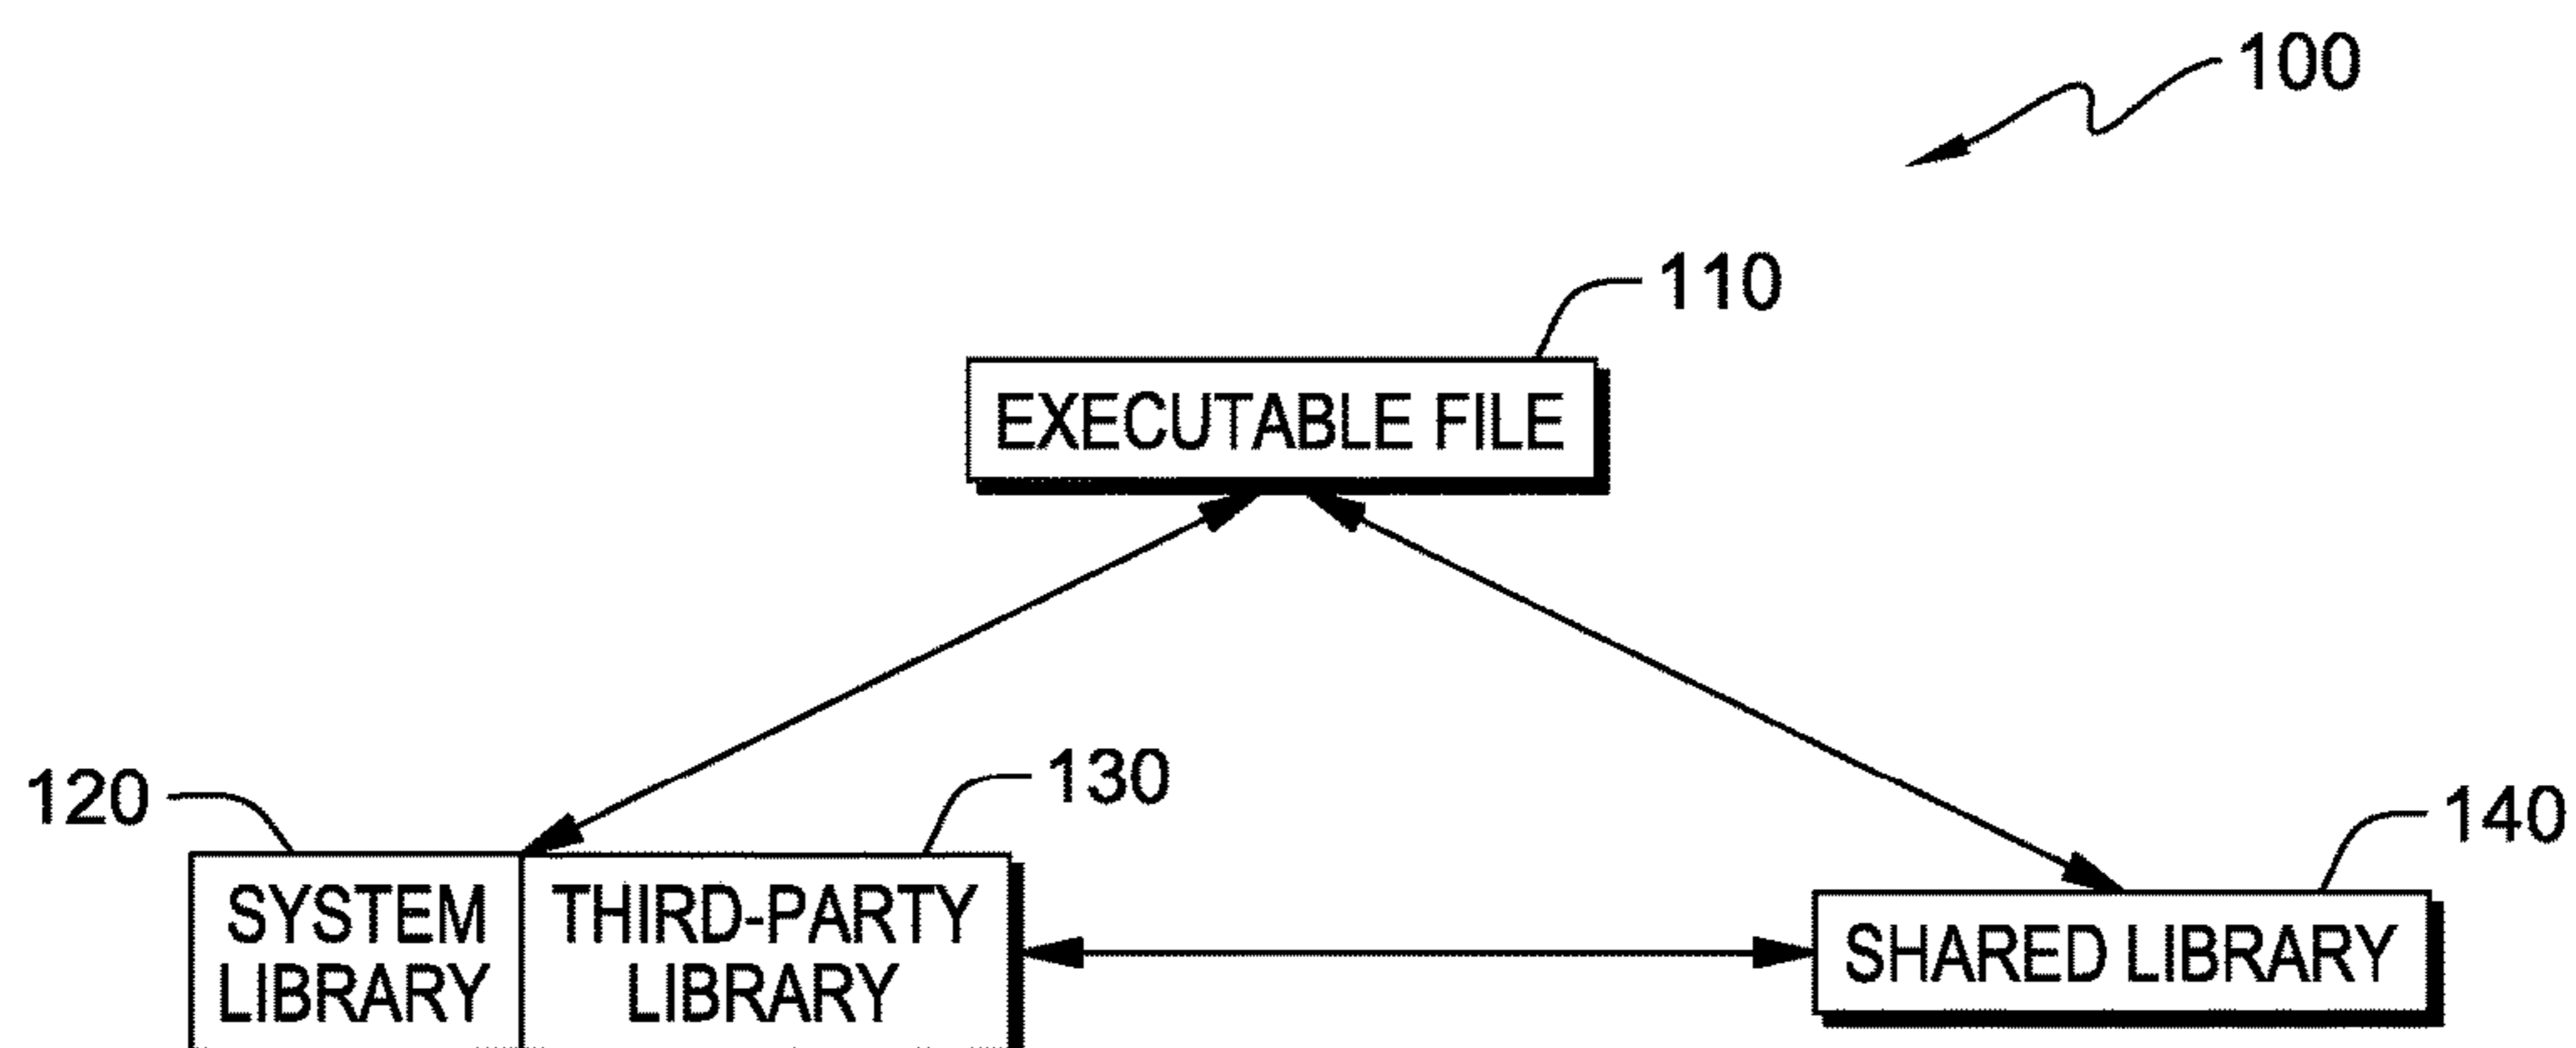 100
110
EXECUTABLE FILE
120
130
140
SYSTEM
LIBRARY
THIRD-PARTY
LIBRARY
SHARED LIBRARY